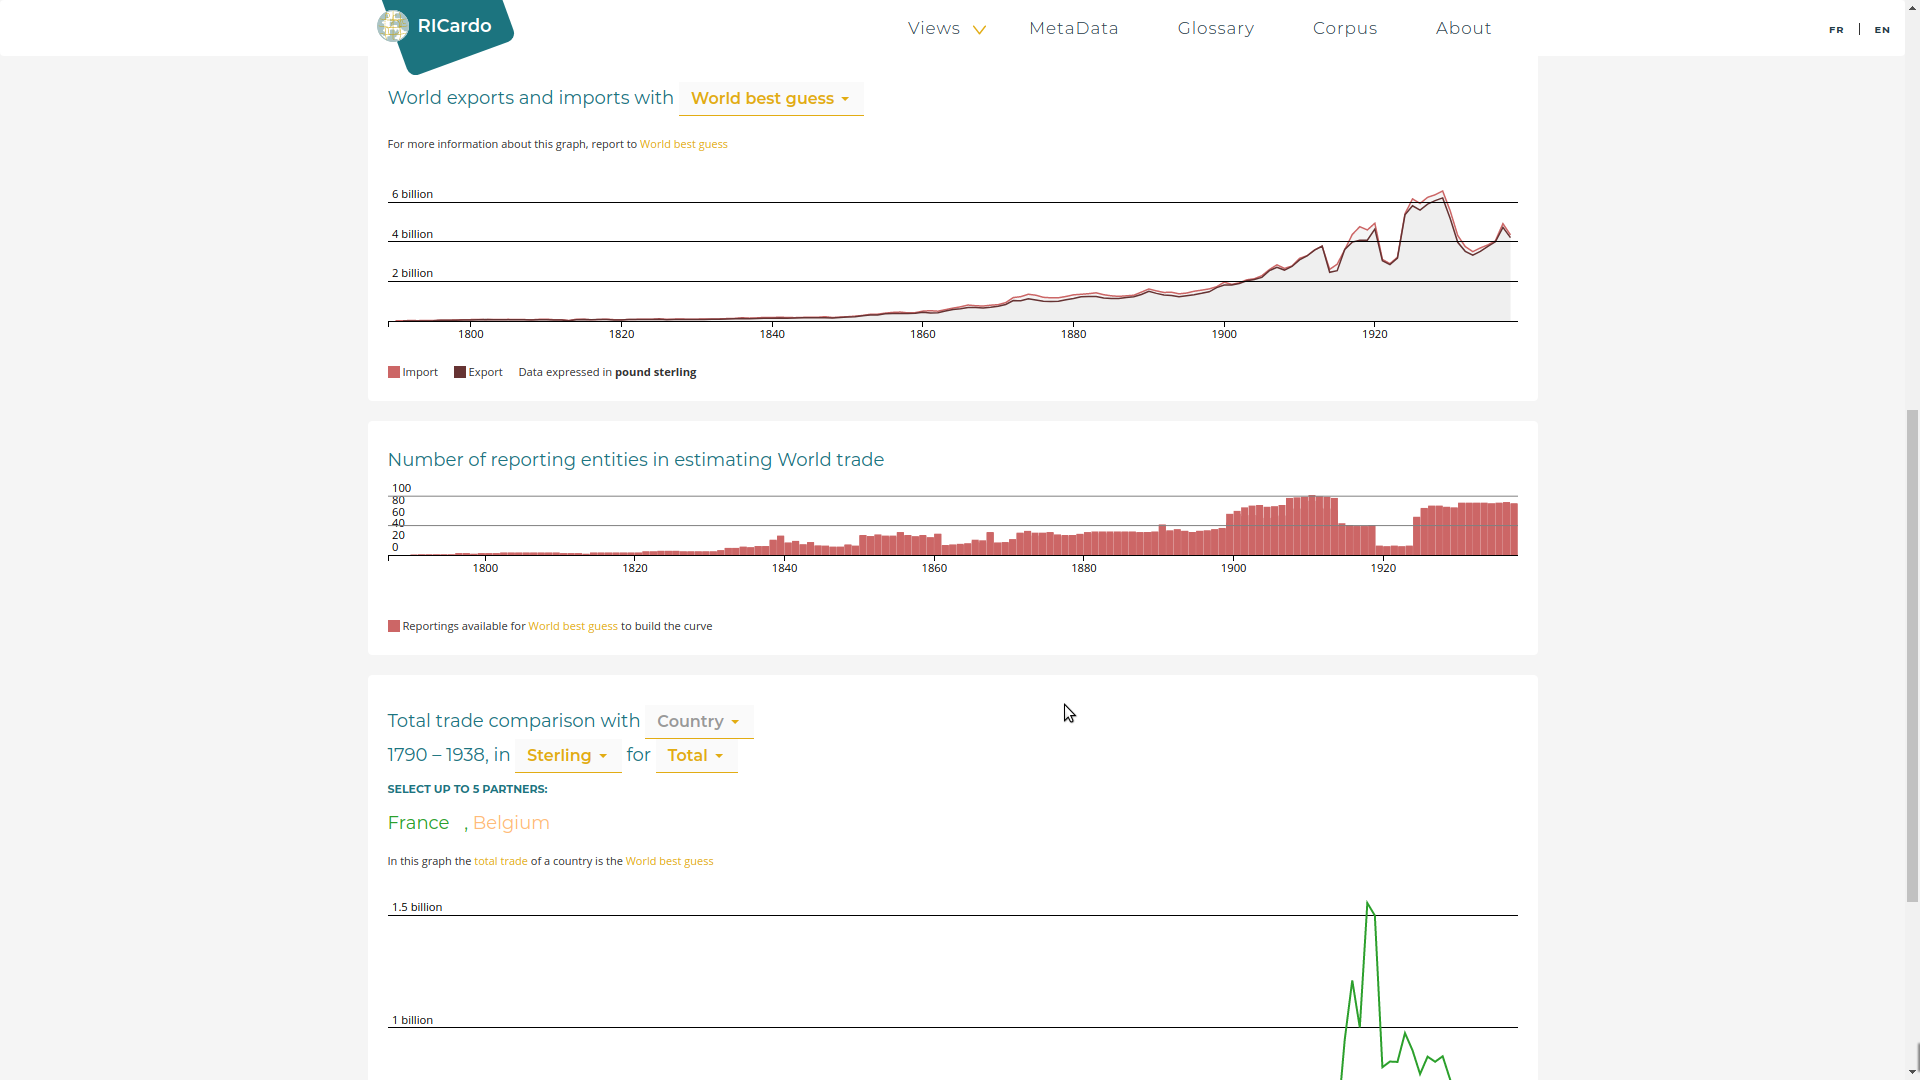 RICardo
Views MetaData Glossary Corpus About
FR | EN
World exports and imports with World best guess
For more information about this graph, report to World best guess
6 billion
4 billion
2 billion
1800 1820 1840 1860 1880 1900 1920
Import Export Data expressed in pound sterling
Number of reporting entities in estimating World trade
100
80
60
40
20
0
1800 1820 1840 1860 1880 1900 1920
Reportings available for World best guess to build the curve
Total trade comparison with Country
1790 – 1938, in Sterling for Total
SELECT UP TO 5 PARTNERS:
France , Belgium
In this graph the total trade of a country is the World best guess
1.5 billion
1 billion